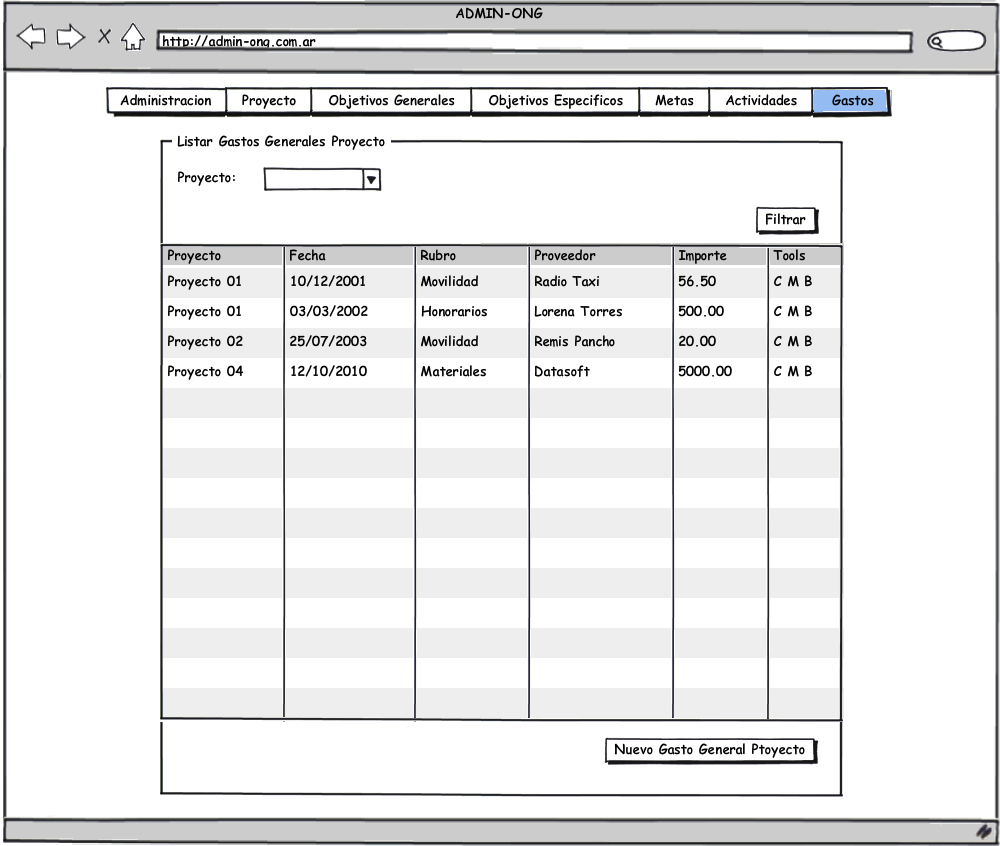 ADMIN-ONG
http://admin-ong.com.ar
Administracion Proyecto Objetivos Generales Objetivos Especificos Metas Actividades Gastos
Listar Gastos Generales Proyecto
Proyecto:
Filtrar
Proyecto Fecha Rubro Proveedor Importe Tools
Proyecto 01 10/12/2001 Movilidad Radio Taxi 56.50 C M B
Proyecto 01 03/03/2002 Honorarios Lorena Torres 500.00 C M B
Proyecto 02 25/07/2003 Movilidad Remis Pancho 20.00 C M B
Proyecto 04 12/10/2010 Materiales Datasoft 5000.00 C M B
Nuevo Gasto General Ptoyecto